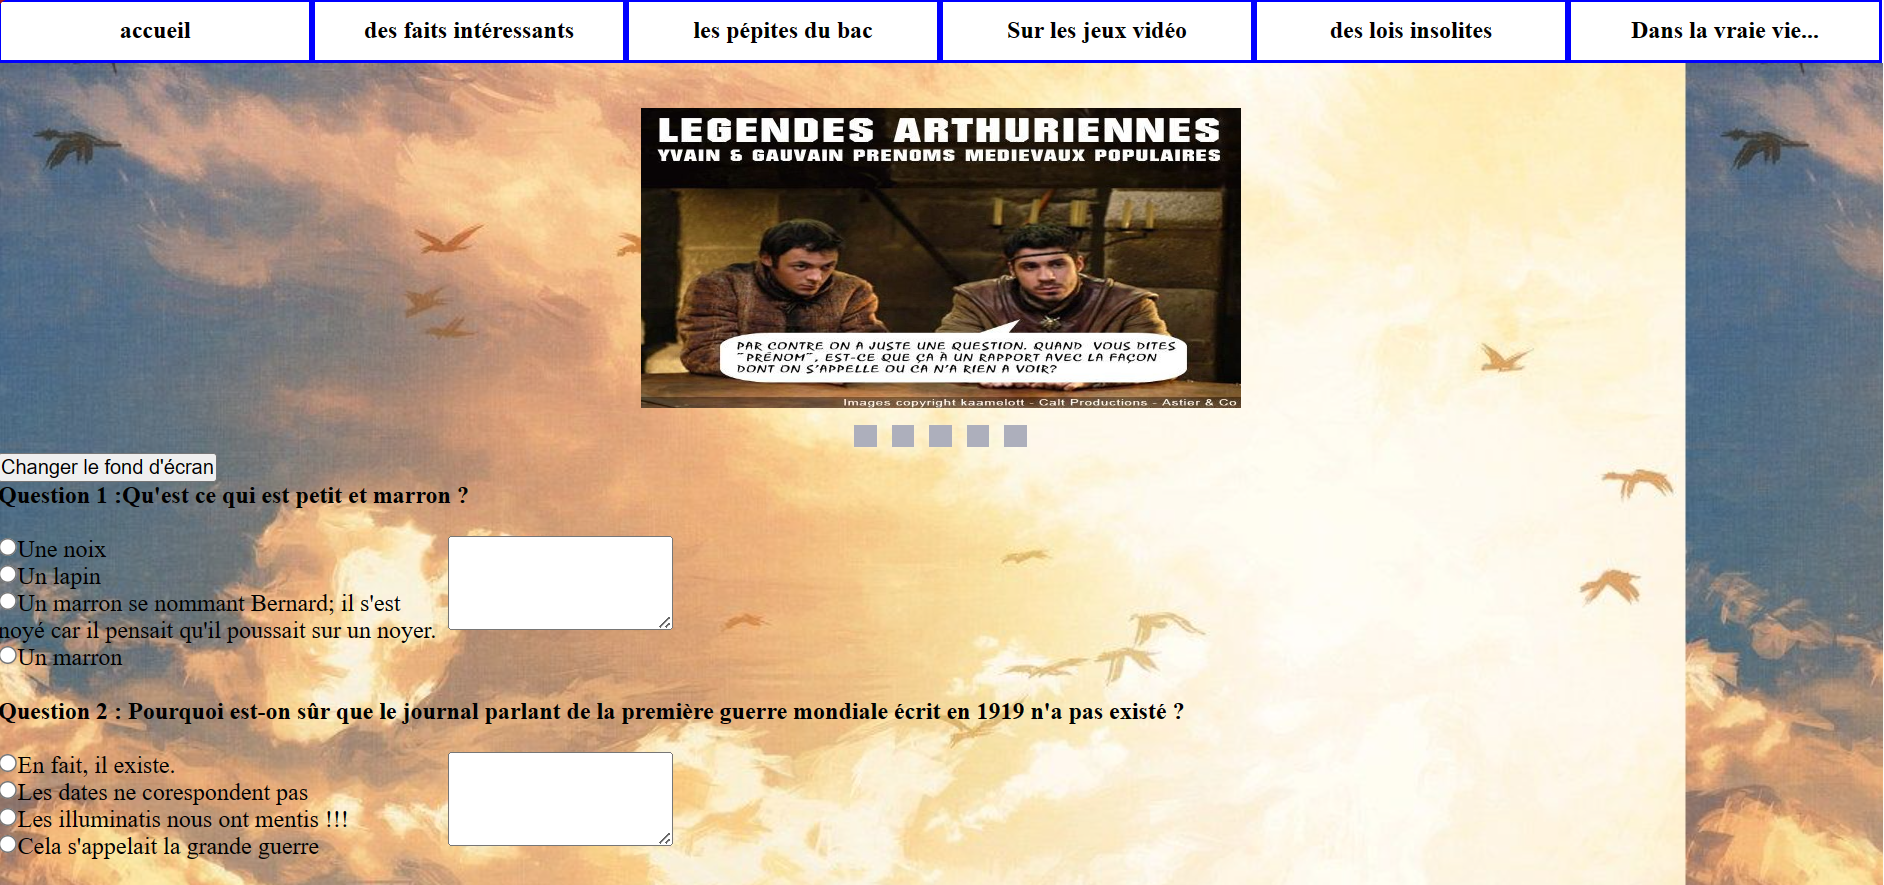 accueil
des faits intéressants
les pépites du bac
Sur les jeux vidéo
des lois insolites
Dans la vraie vie...
LEGENDES ARTHURIENNES
YVAIN & GAUVAIN PRENOMS MEDIEVAUX POPULAIRES
PAR CONTRE ON A JUSTE UNE QUESTION. QUAND VOUS DITES
"PRÉNOM", EST-CE QUE ÇA À UN RAPPORT AVEC LA FAÇON
DONT ON S'APPELLE OU CA N'A RIEN A VOIR?
Images copyright kaamelott - Calt Productions - Astier & Co
Changer le fond d'écran
Question 1 :Qu'est ce qui est petit et marron ?
Une noix
Un lapin
Un marron se nommant Bernard; il s'est
noyé car il pensait qu'il poussait sur un noyer.
Un marron
Question 2 : Pourquoi est-on sûr que le journal parlant de la première guerre mondiale écrit en 1919 n'a pas existé ?
En fait, il existe.
Les dates ne corespondent pas
Les illuminatis nous ont mentis !!!
Cela s'appelait la grande guerre